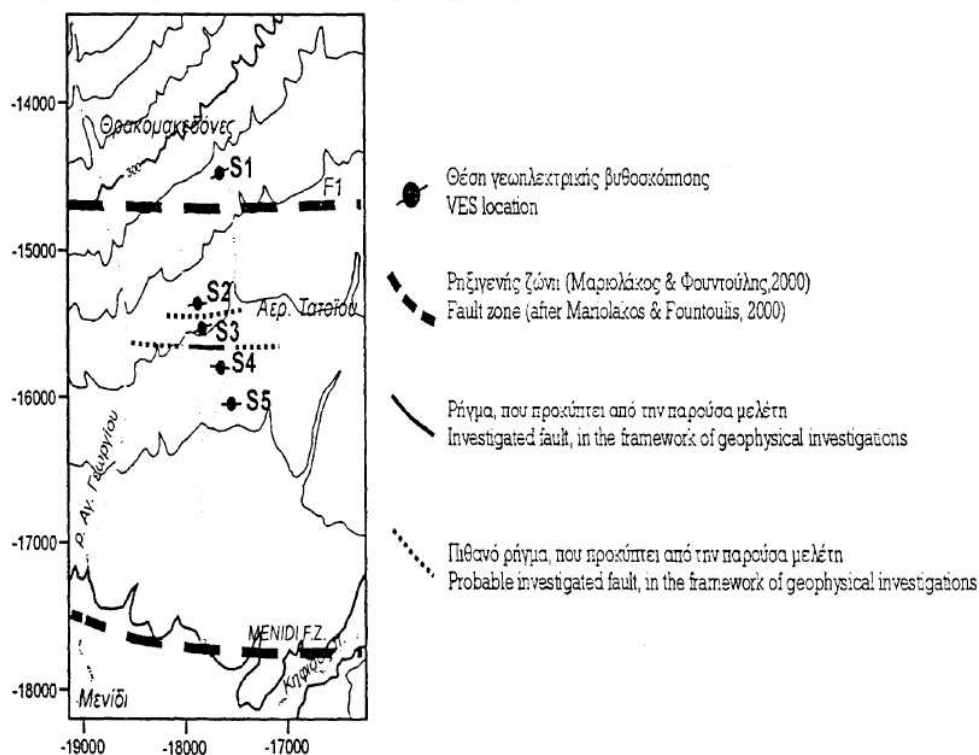 -14000
-15000
-16000
-17000
-18000
-19000
-18000
-17000
Θρακομακεδόνες
300
S1
F1
S2
Αερ. Τατοΐου
S3
S4
S5
ρ. Αγ. Γεωργίου
MENIDI F.Z.
Μενίδι
Θέση γεωηλεκτρικής βυθοσκόπησης
VES location
Ρηξιγενής ζώνη (Μαριολάκος & Φουντούλης,2000)
Fault zone (after Mariolakos & Fountoulis, 2000)
Ρήγμα, που προκύπτει από την παρούσα μελέτη
Investigated fault, in the framework of geophysical investigations
Πιθανό ρήγμα, που προκύπτει από την παρούσα μελέτη
Probable investigated fault, in the framework of geophysical investigations